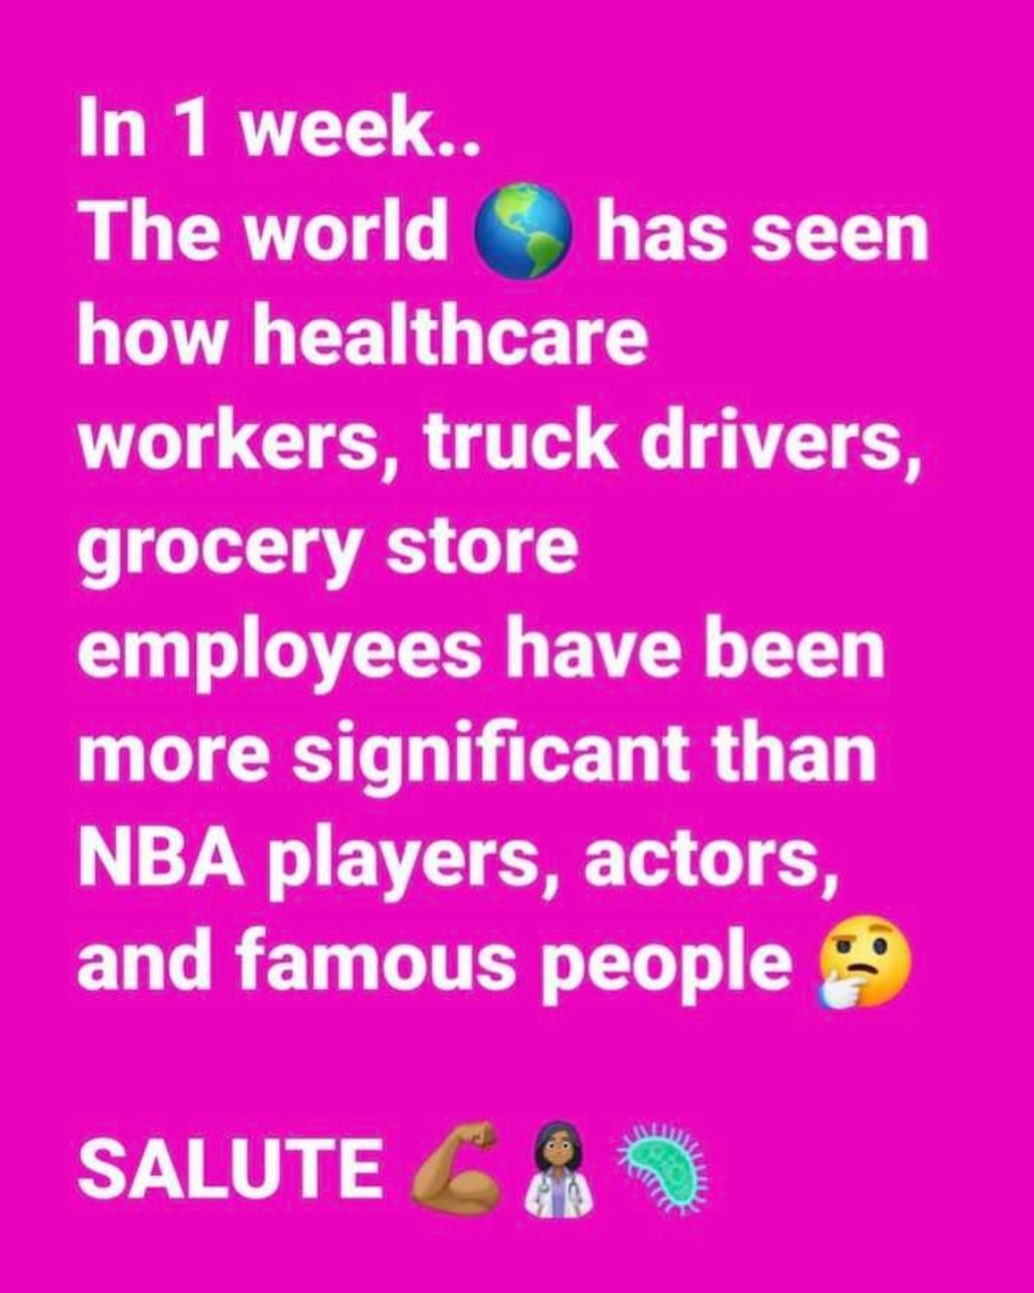 In 1 week..
The world 🌎 has seen
how healthcare
workers, truck drivers,
grocery store
employees have been
more significant than
NBA players, actors,
and famous people 🤔
SALUTE 💪🏾 👩🏾‍⚕️ 🦠